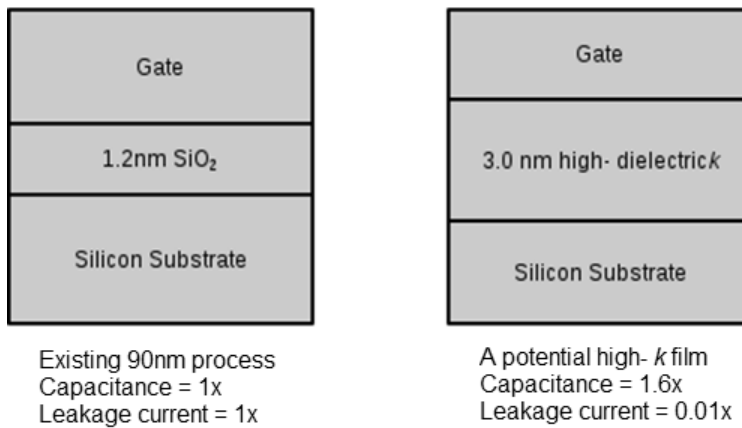 Gate
1.2nm SiO₂
Silicon Substrate
Existing 90nm process
Capacitance = 1x
Leakage current = 1x
Gate
3.0 nm high- dielectrick
Silicon Substrate
A potential high- k film
Capacitance = 1.6x
Leakage current = 0.01x